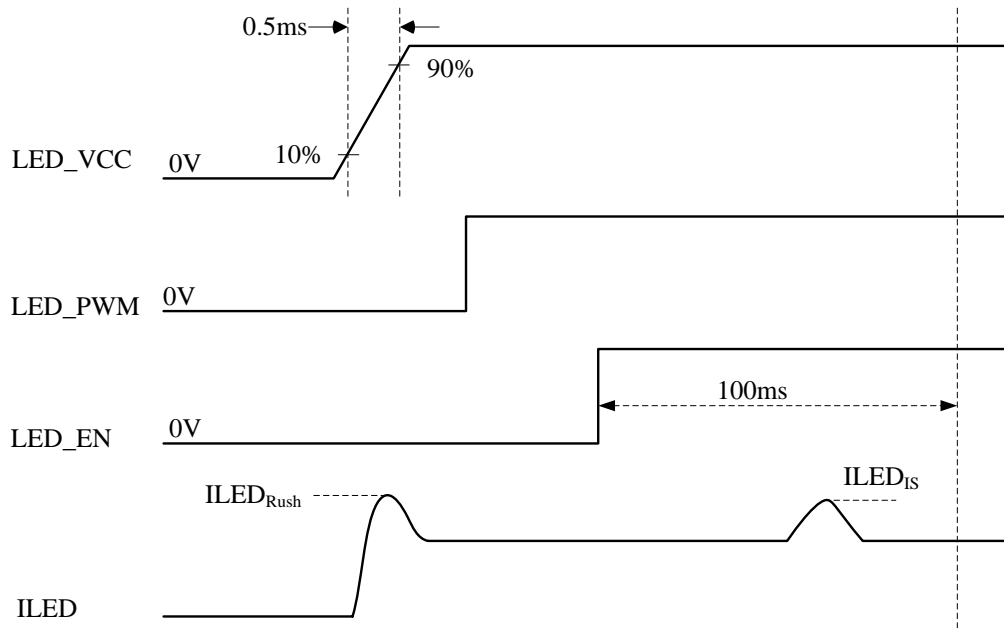 0.5ms
90%
10%
LED_VCC
0V
LED_PWM
0V
100ms
LED_EN
0V
ILED_Rush
ILED_IS
ILED